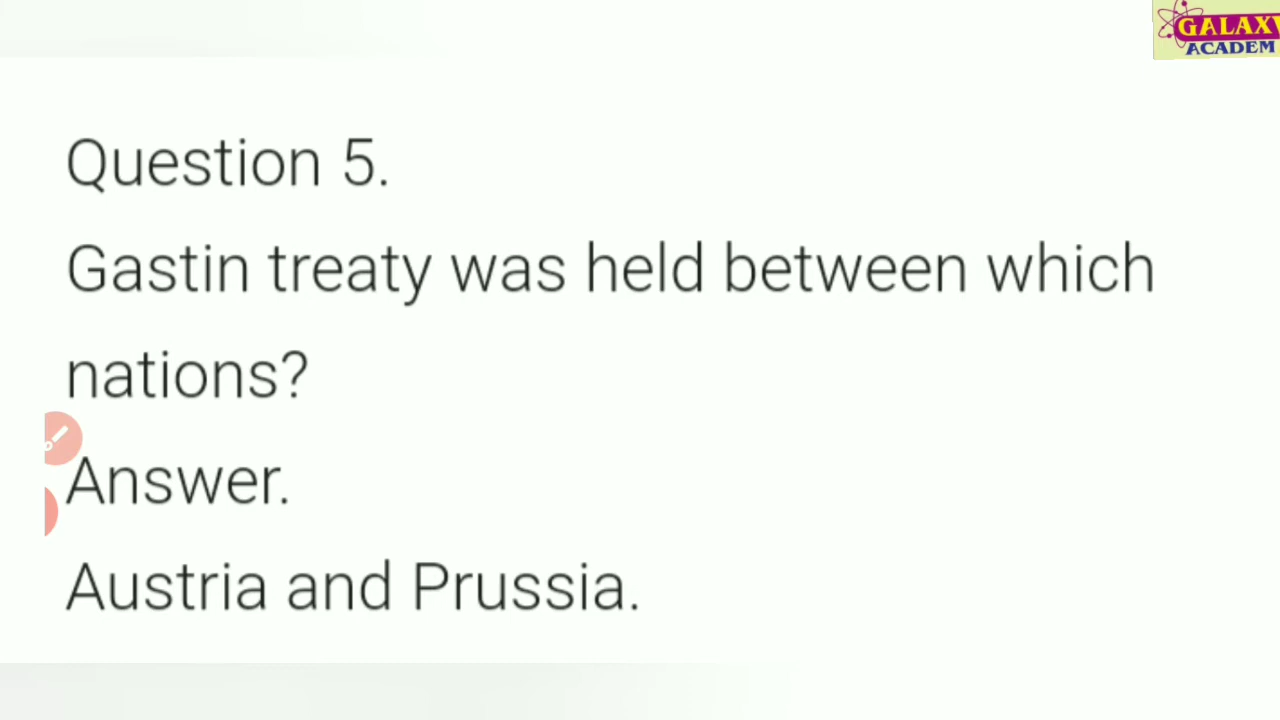 GALAXY
ACADEM
Question 5.
Gastin treaty was held between which
nations?
Answer.
Austria and Prussia.